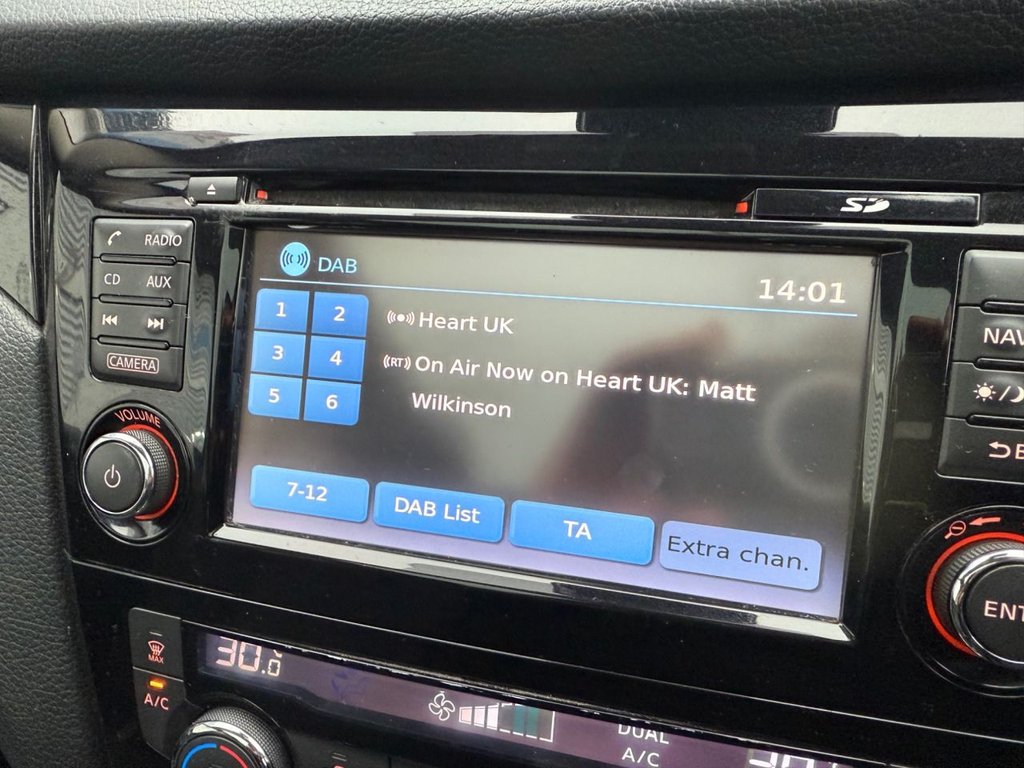 SD
RADIO
CD AUX
CAMERA
VOLUME
DAB
14:01
1 2
3 4
5 6
Heart UK
(RT) On Air Now on Heart UK: Matt
Wilkinson
7-12
DAB List
TA
Extra chan.
MAX
A/C
30.0
DUAL
A/C